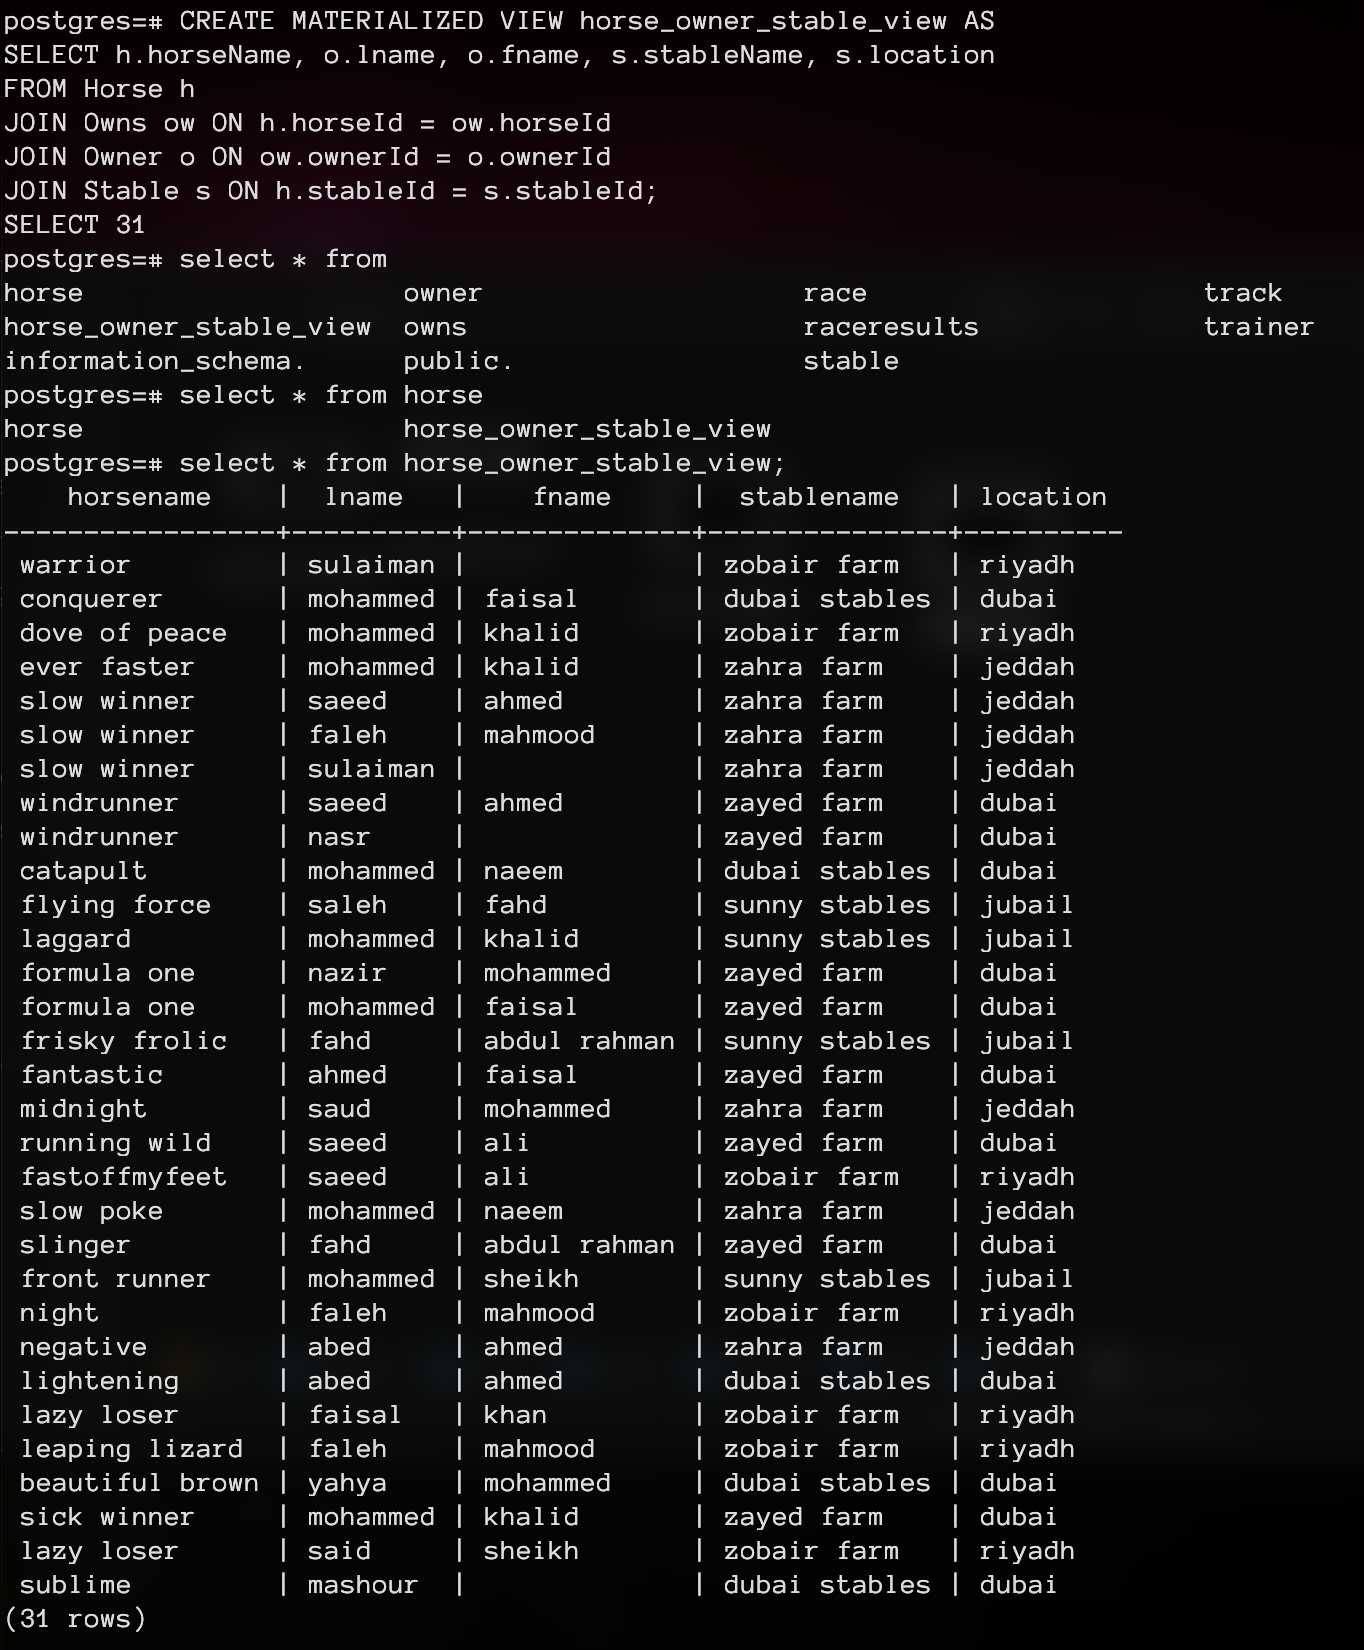 postgres=# CREATE MATERIALIZED VIEW horse_owner_stable_view AS
SELECT h.horseName, o.lname, o.fname, s.stableName, s.location
FROM Horse h
JOIN Owns ow ON h.horseId = ow.horseId
JOIN Owner o ON ow.ownerId = o.ownerId
JOIN Stable s ON h.stableId = s.stableId;
SELECT 31
postgres=# select * from
horse                    owner                    race                     track
horse_owner_stable_view  owns                     raceresults              trainer
information_schema.      public.                  stable
postgres=# select * from horse
horse                    horse_owner_stable_view
postgres=# select * from horse_owner_stable_view;
    horsename    |  lname   |    fname     |  stablename   | location
-----------------+----------+--------------+---------------+----------
 warrior         | sulaiman |              | zobair farm   | riyadh
 conquerer       | mohammed | faisal       | dubai stables | dubai
 dove of peace   | mohammed | khalid       | zobair farm   | riyadh
 ever faster     | mohammed | khalid       | zahra farm    | jeddah
 slow winner     | saeed    | ahmed        | zahra farm    | jeddah
 slow winner     | faleh    | mahmood      | zahra farm    | jeddah
 slow winner     | sulaiman |              | zahra farm    | jeddah
 windrunner      | saeed    | ahmed        | zayed farm    | dubai
 windrunner      | nasr     |              | zayed farm    | dubai
 catapult        | mohammed | naeem        | dubai stables | dubai
 flying force    | saleh    | fahd         | sunny stables | jubail
 laggard         | mohammed | khalid       | sunny stables | jubail
 formula one     | nazir    | mohammed     | zayed farm    | dubai
 formula one     | mohammed | faisal       | zayed farm    | dubai
 frisky frolic   | fahd     | abdul rahman | sunny stables | jubail
 fantastic       | ahmed    | faisal       | zayed farm    | dubai
 midnight        | saud     | mohammed     | zahra farm    | jeddah
 running wild    | saeed    | ali          | zayed farm    | dubai
 fastoffmyfeet   | saeed    | ali          | zobair farm   | riyadh
 slow poke       | mohammed | naeem        | zahra farm    | jeddah
 slinger         | fahd     | abdul rahman | zayed farm    | dubai
 front runner    | mohammed | sheikh       | sunny stables | jubail
 night           | faleh    | mahmood      | zobair farm   | riyadh
 negative        | abed     | ahmed        | zahra farm    | jeddah
 lightening      | abed     | ahmed        | dubai stables | dubai
 lazy loser      | faisal   | khan         | zobair farm   | riyadh
 leaping lizard  | faleh    | mahmood      | zobair farm   | riyadh
 beautiful brown | yahya    | mohammed     | dubai stables | dubai
 sick winner     | mohammed | khalid       | zayed farm    | dubai
 lazy loser      | said     | sheikh       | zobair farm   | riyadh
 sublime         | mashour  |              | dubai stables | dubai
(31 rows)